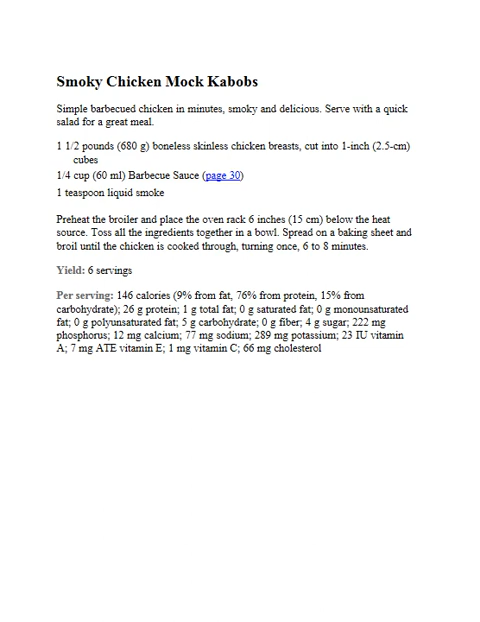 Smoky Chicken Mock Kabobs
Simple barbecued chicken in minutes, smoky and delicious. Serve with a quick
salad for a great meal.
1 1/2 pounds (680 g) boneless skinless chicken breasts, cut into 1-inch (2.5-cm)
cubes
1/4 cup (60 ml) Barbecue Sauce (page 30)
1 teaspoon liquid smoke
Preheat the broiler and place the oven rack 6 inches (15 cm) below the heat
source. Toss all the ingredients together in a bowl. Spread on a baking sheet and
broil until the chicken is cooked through, turning once, 6 to 8 minutes.
Yield: 6 servings
Per serving: 146 calories (9% from fat, 76% from protein, 15% from
carbohydrate); 26 g protein; 1 g total fat; 0 g saturated fat; 0 g monounsaturated
fat; 0 g polyunsaturated fat; 5 g carbohydrate; 0 g fiber; 4 g sugar; 222 mg
phosphorus; 12 mg calcium; 77 mg sodium; 289 mg potassium; 23 IU vitamin
A; 7 mg ATE vitamin E; 1 mg vitamin C; 66 mg cholesterol